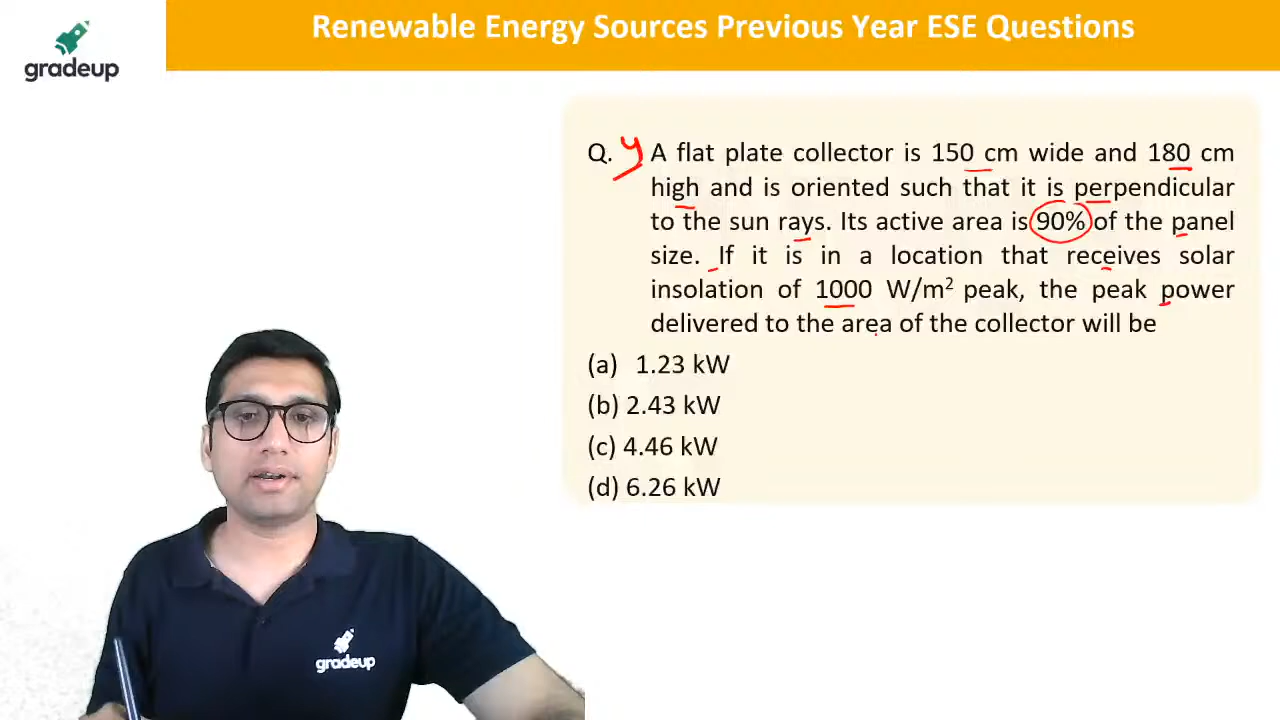 Renewable Energy Sources Previous Year ESE Questions
gradeup
Q. y A flat plate collector is 150 cm wide and 180 cm
high and is oriented such that it is perpendicular
to the sun rays. Its active area is 90% of the panel
size. If it is in a location that receives solar
insolation of 1000 W/m² peak, the peak power
delivered to the area of the collector will be
(a) 1.23 kW
(b) 2.43 kW
(c) 4.46 kW
(d) 6.26 kW
gradeup